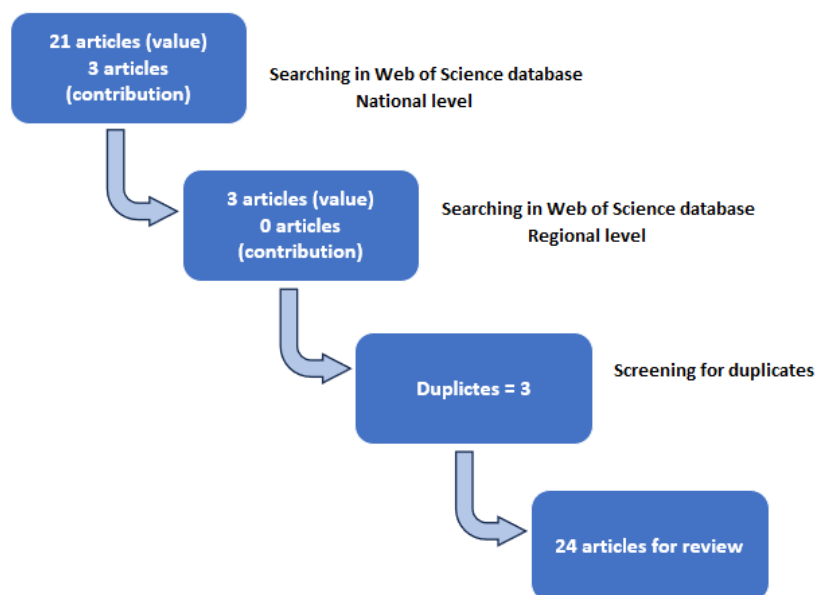 21 articles (value)
3 articles
(contribution)
Searching in Web of Science database
National level
3 articles (value)
0 articles
(contribution)
Searching in Web of Science database
Regional level
Duplictes = 3
Screening for duplicates
24 articles for review